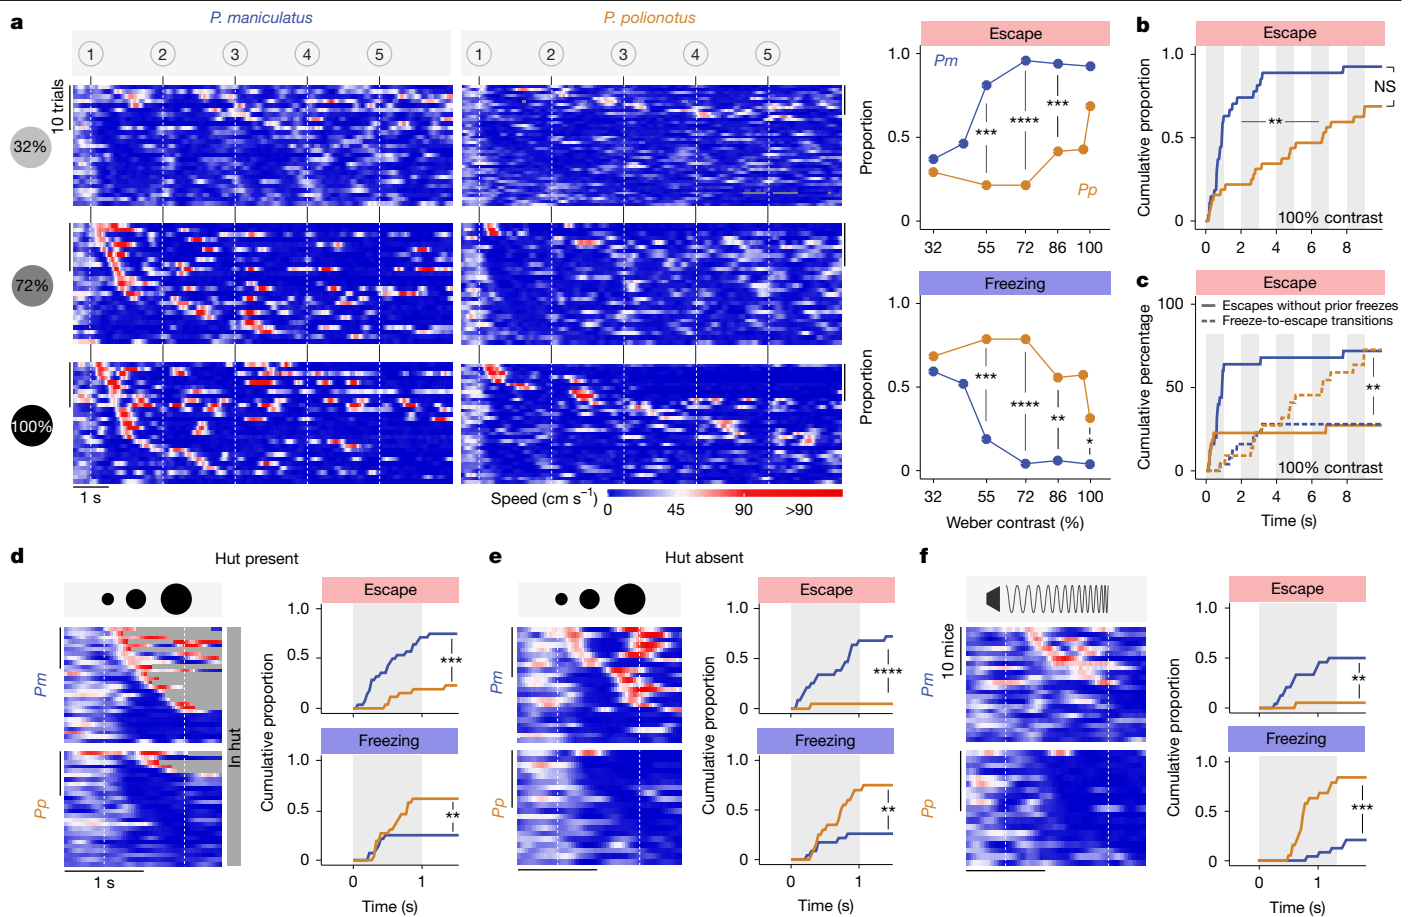 a
P. maniculatus
P. polionotus
1 2 3 4 5
1 2 3 4 5
10 trials
32%
72%
100%
1 s
Speed (cm s−1)
0 45 90 >90
Escape
Proportion
1.0
0.5
0
Pm
***
****
***
Pp
32 55 72 86 100
Freezing
Proportion
1.0
0.5
0
***
****
**
*
32 55 72 86 100
Weber contrast (%)
b
Escape
Cumulative proportion
1.0
0.5
0
**
NS
100% contrast
0 2 4 6 8
c
Escape
Cumulative percentage
100
50
0
Escapes without prior freezes
Freeze-to-escape transitions
**
100% contrast
0 2 4 6 8
Time (s)
d
Hut present
Pm
Pp
In hut
1 s
Cumulative proportion
Escape
1.0
0.5
0
***
Freezing
1.0
0.5
0
**
0 1
Time (s)
e
Hut absent
Pm
Pp
Cumulative proportion
Escape
1.0
0.5
0
****
Freezing
1.0
0.5
0
**
0 1
Time (s)
f
10 mice
Pm
Pp
Cumulative proportion
Escape
1.0
0.5
0
**
Freezing
1.0
0.5
0
***
0 1
Time (s)